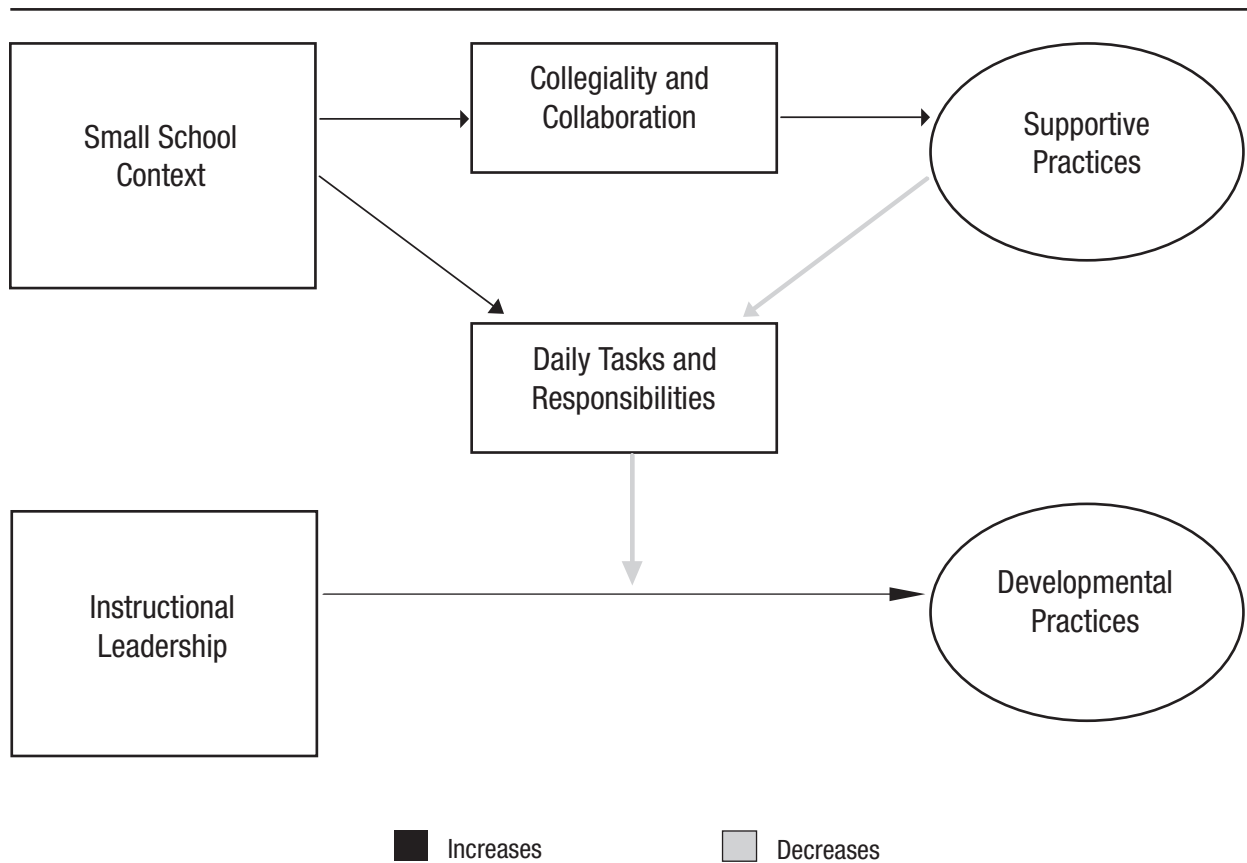 Small School
Context
Collegiality and
Collaboration
Supportive
Practices
Daily Tasks and
Responsibilities
Instructional
Leadership
Developmental
Practices
Increases
Decreases